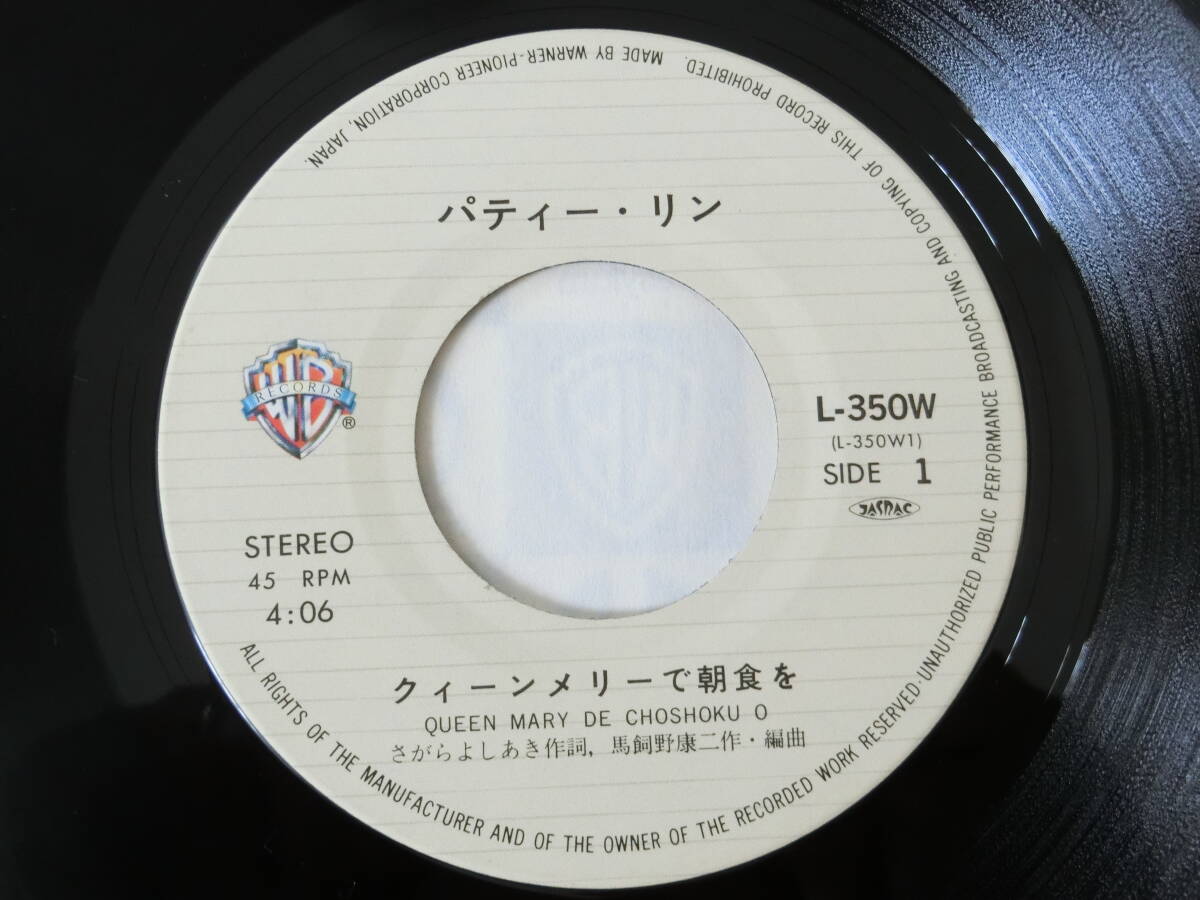 MADE BY WARNER-PIONEER CORPORATION, JAPAN.
パティー・リン
WB
RECORDS
®
L-350W
(L-350W1)
SIDE 1
JASRAC
STEREO
45 RPM
4:06
クィーンメリーで朝食を
QUEEN MARY DE CHOSHOKU O
さがらよしあき作詞, 馬飼野康二作・編曲
ALL RIGHTS OF THE MANUFACTURER AND OF THE OWNER OF THE RECORDED WORK RESERVED·UNAUTHORIZED PUBLIC PERFORMANCE BROADCASTING AND COPYING OF THIS RECORD PROHIBITED.